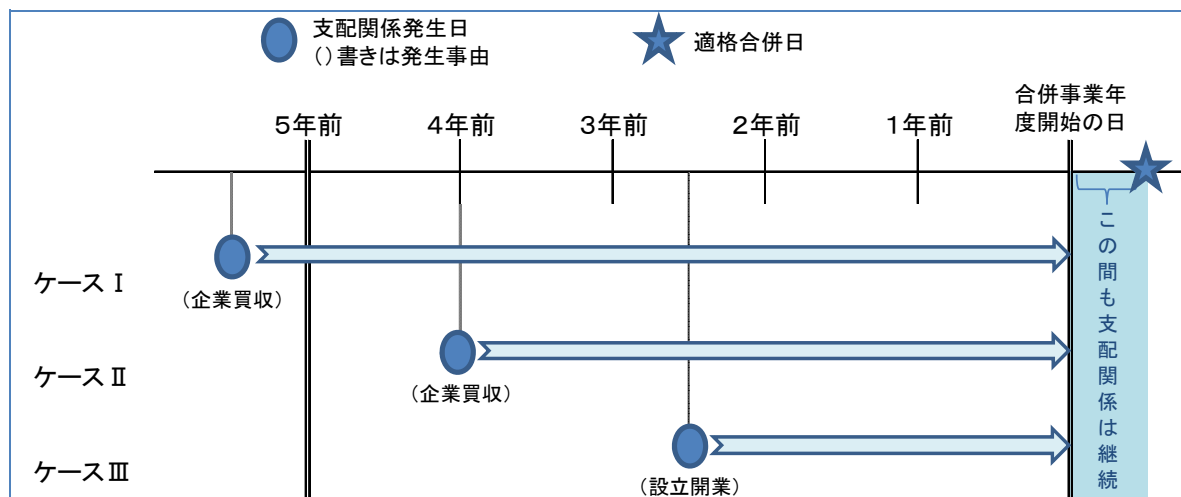 支配関係発生日
()書きは発生事由
適格合併日
5年前
4年前
3年前
2年前
1年前
合併事業年
度開始の日
この間も支配関係は継続
ケースⅠ
(企業買収)
ケースⅡ
(企業買収)
ケースⅢ
(設立開業)